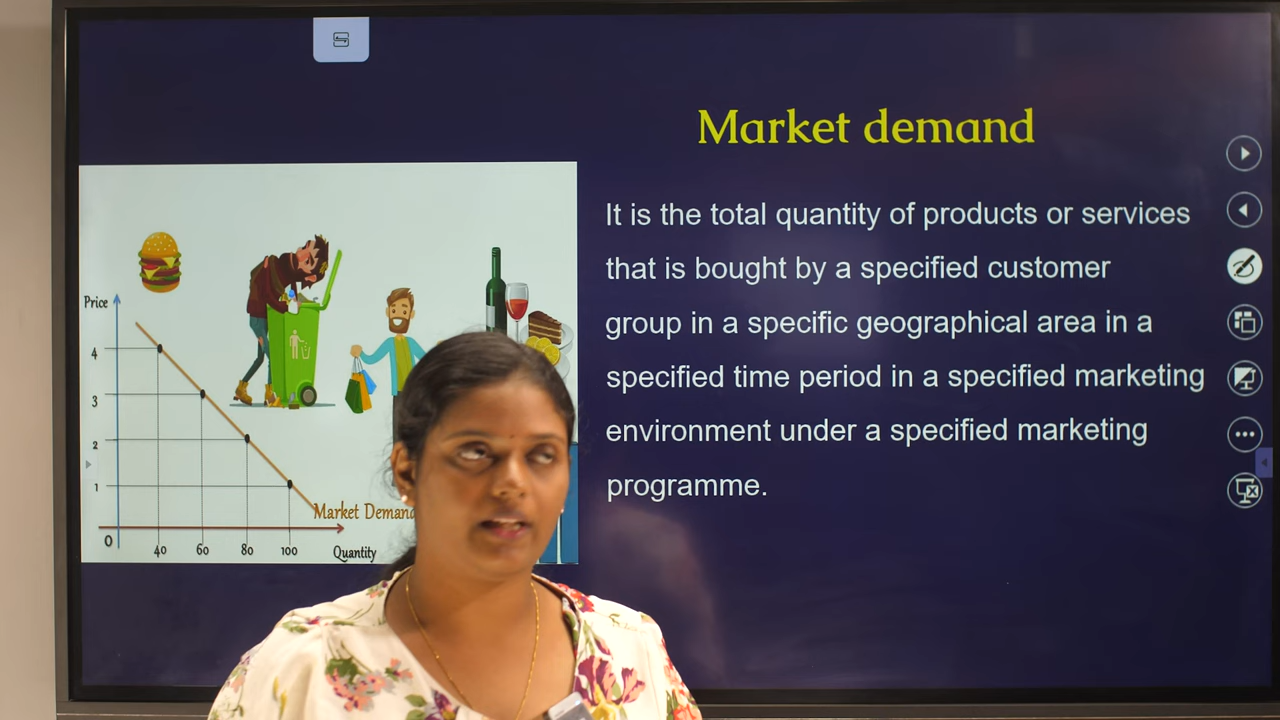 Market demand
It is the total quantity of products or services
that is bought by a specified customer
group in a specific geographical area in a
specified time period in a specified marketing
environment under a specified marketing
programme.
Price
4
3
2
1
O
40 60 80 100
Quantity
Market Demand